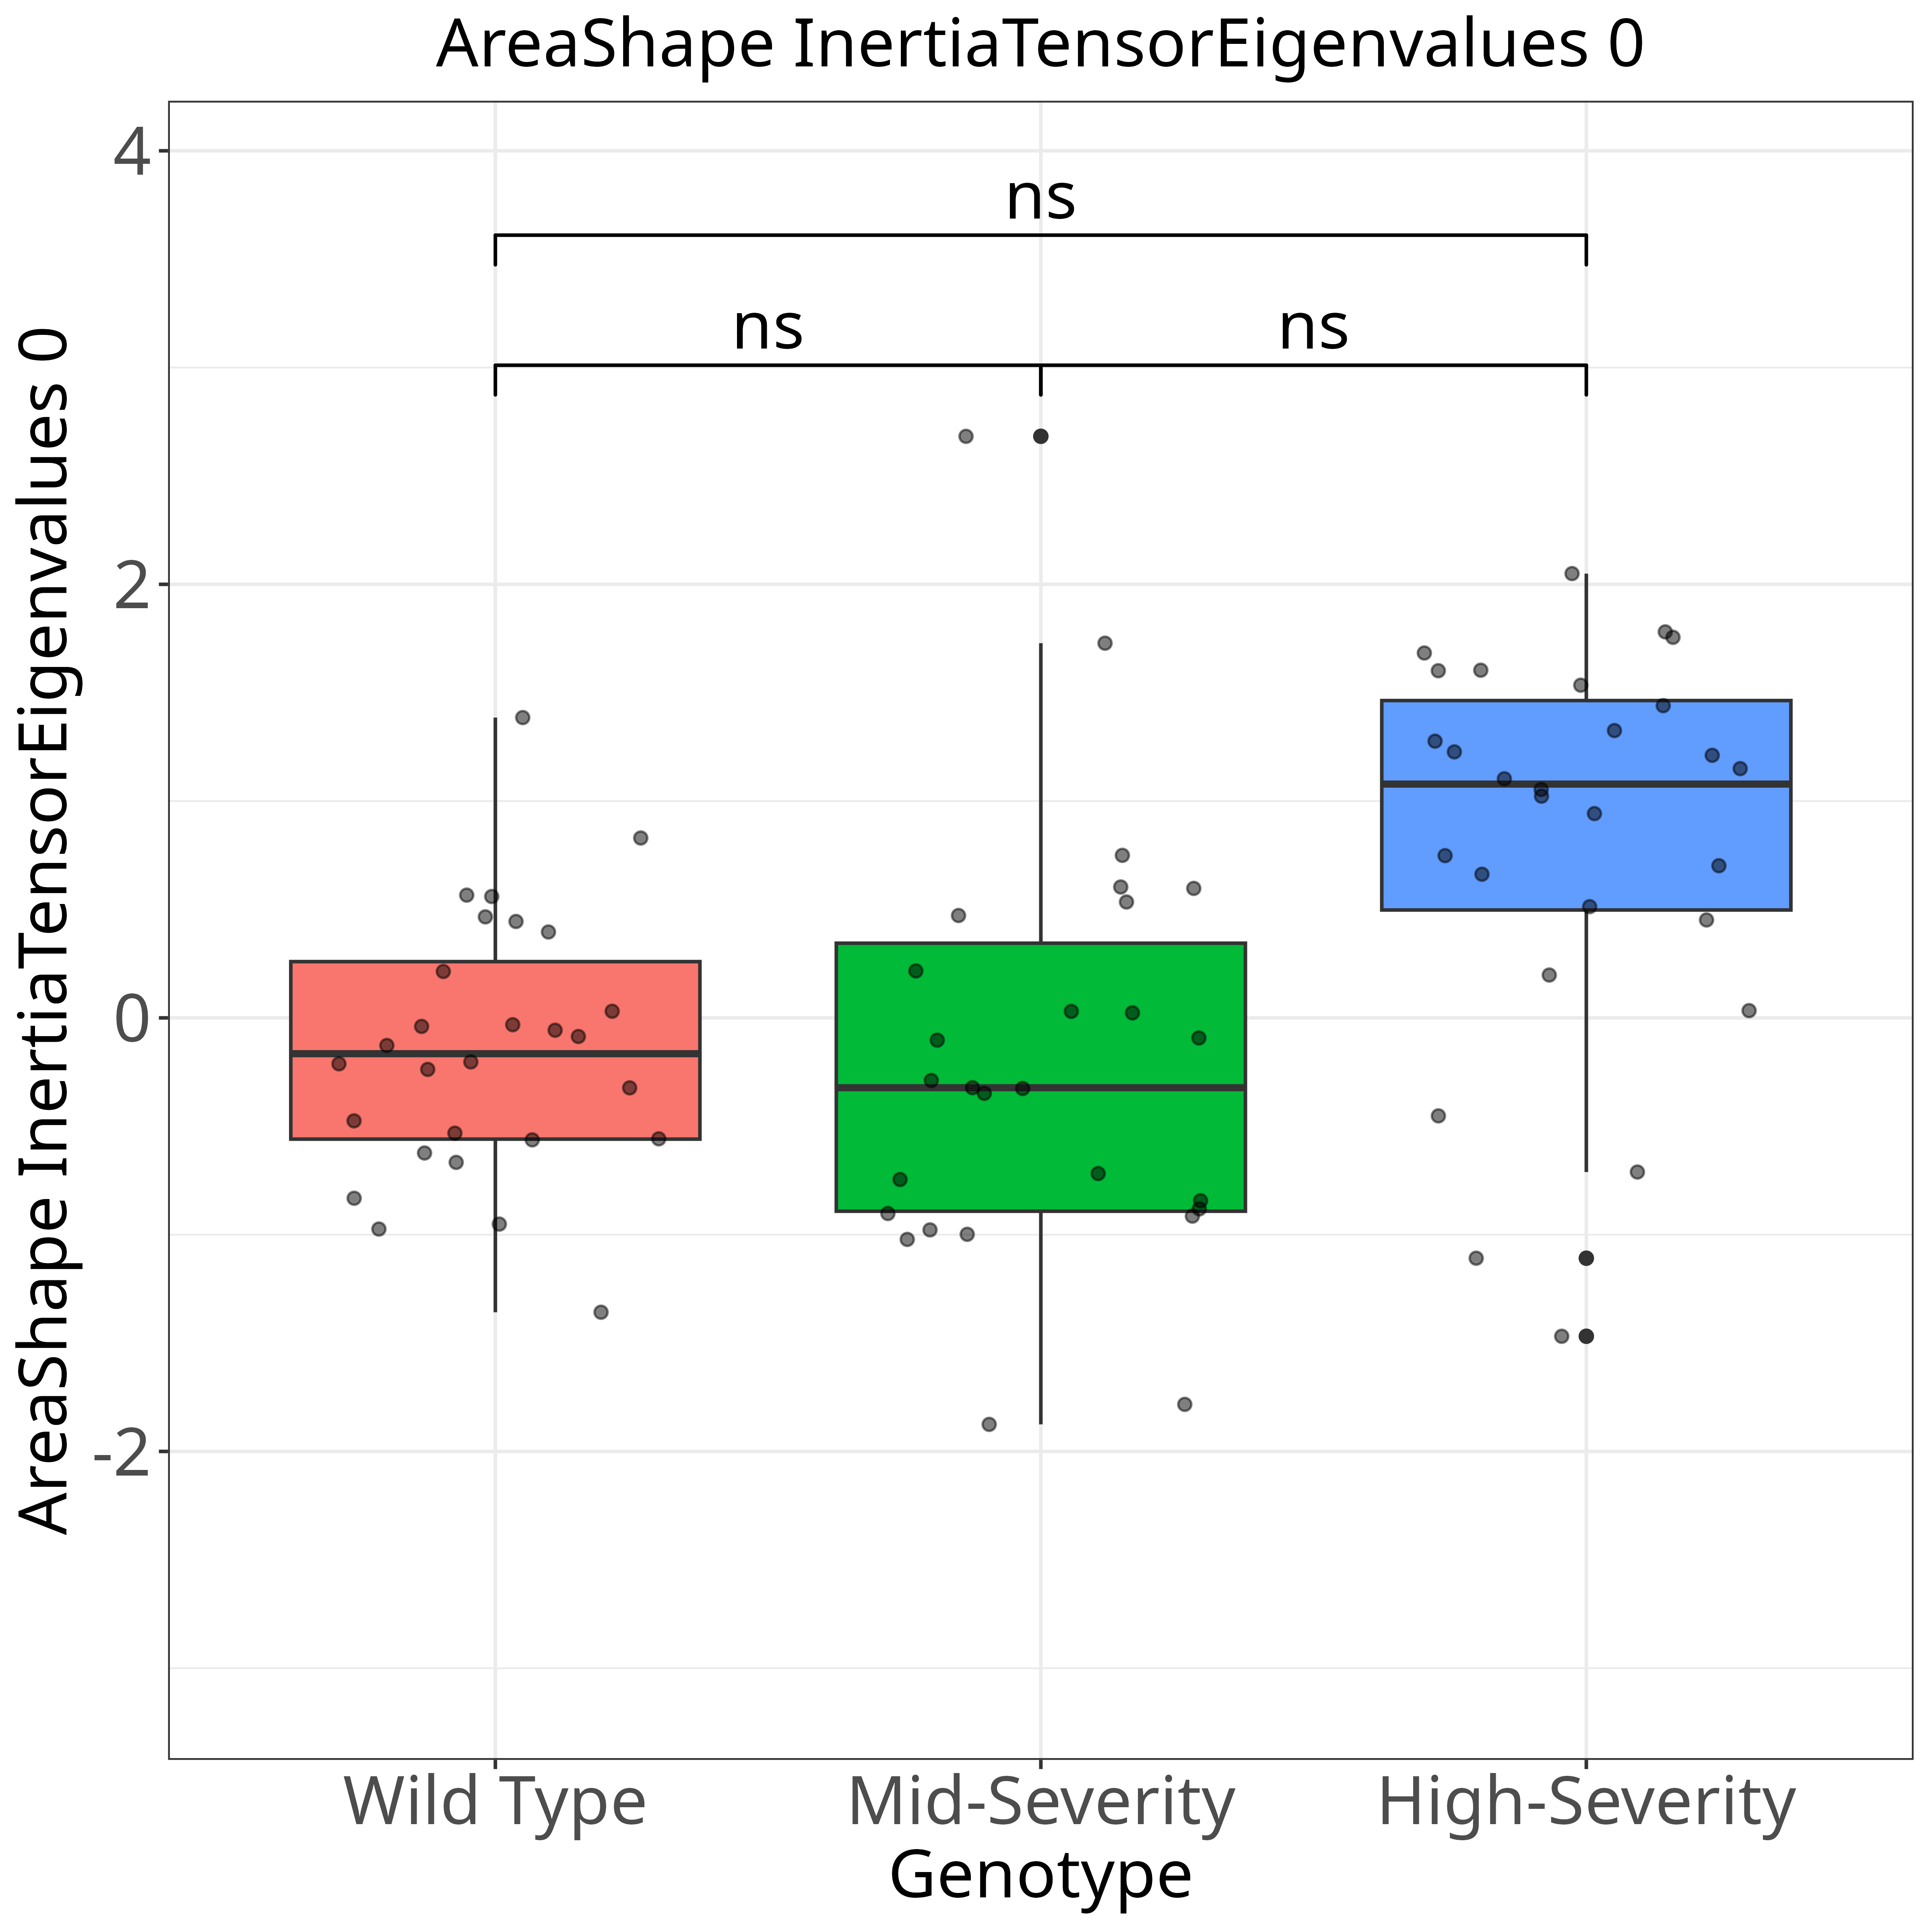 AreaShape InertiaTensorEigenvalues 0
AreaShape InertiaTensorEigenvalues 0
4
2
0
-2
ns
ns ns
Wild Type Mid-Severity High-Severity
Genotype